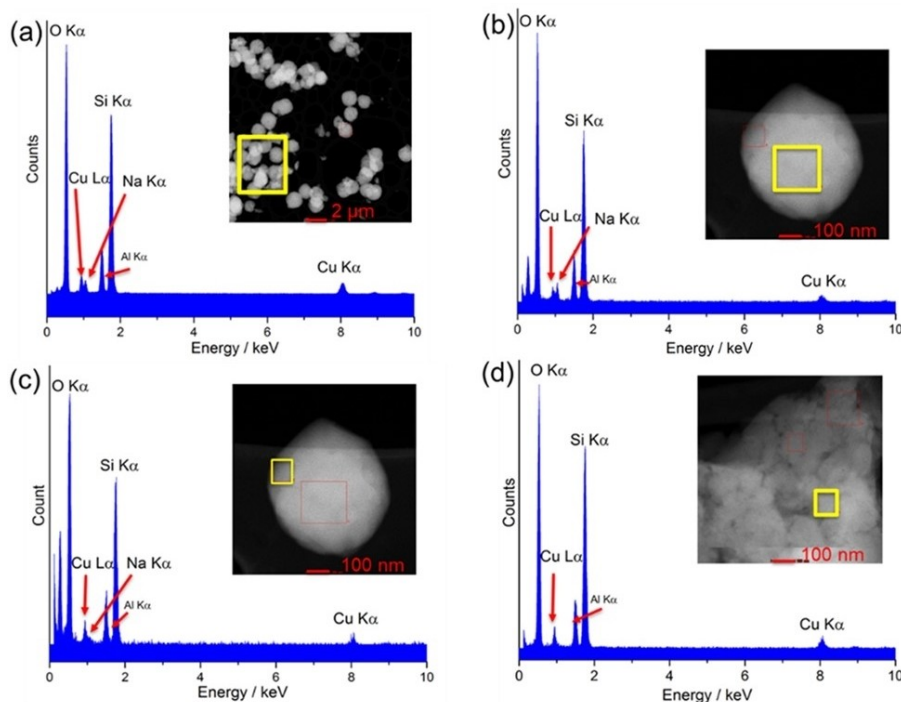 (a)
O Kα
Si Kα
Cu Lα
Na Kα
Al Kα
Cu Kα
2 μm
Counts
0 2 4 6 8 10
Energy / keV
(b)
O Kα
Si Kα
Cu Lα
Na Kα
Al Kα
Cu Kα
100 nm
Counts
0 2 4 6 8 10
Energy / keV
(c)
O Kα
Si Kα
Cu Lα
Na Kα
Al Kα
Cu Kα
100 nm
Count
0 2 4 6 8 10
Energy / keV
(d)
O Kα
Si Kα
Cu Lα
Al Kα
Cu Kα
100 nm
Counts
0 2 4 6 8 10
Energy / keV